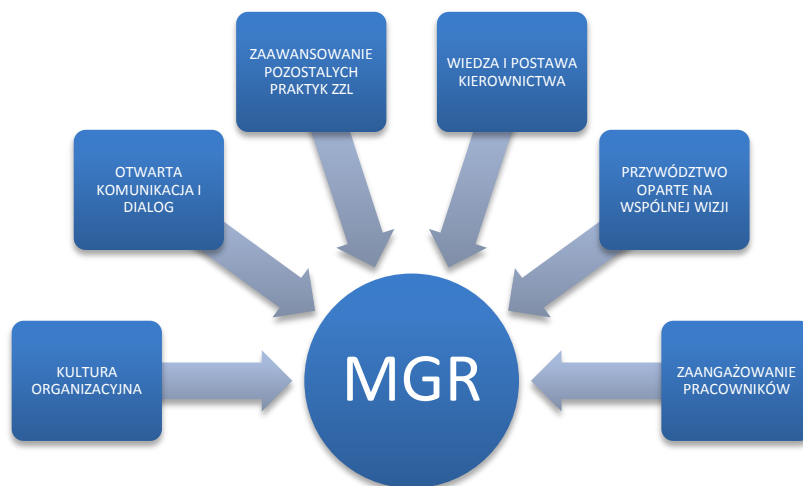 ZAAWANSOWANIE
POZOSTAŁYCH
PRAKTYK ZZL
WIEDZA I POSTAWA
KIEROWNICTWA
OTWARTA
KOMUNIKACJA I
DIALOG
PRZYWÓDZTWO
OPARTE NA
WSPÓLNEJ WIZJI
KULTURA
ORGANIZACYJNA
MGR
ZAANGAŻOWANIE
PRACOWNIKÓW